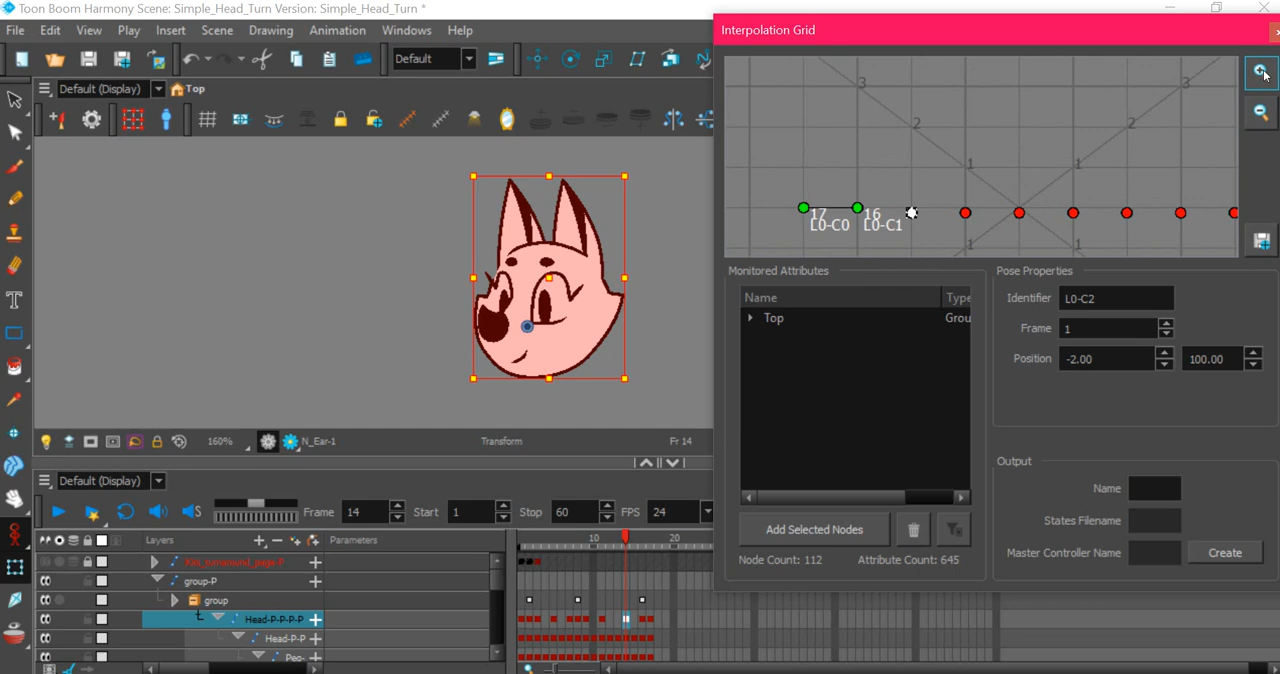 Toon Boom Harmony Scene: Simple_Head_Turn Version: Simple_Head_Turn *
File Edit View Play Insert Scene Drawing Animation Windows Help
Default
Default (Display) Top
160% N_Ear-1 Transform Fr 14
Default (Display)
Frame 14 Start 1 Stop 60 FPS 24
Layers Parameters 10 20
group-P
group
Head-P-P-P-P
Head-P-P
Peg-
Interpolation Grid
3 3
2 2
1 1
17 16
L0-C0 L0-C1
1 1
Monitored Attributes
Name Type
Top Grou
Add Selected Nodes
Node Count: 112 Attribute Count: 645
Pose Properties
Identifier L0-C2
Frame 1
Position -2.00 100.00
Output
Name
States Filename
Master Controller Name Create